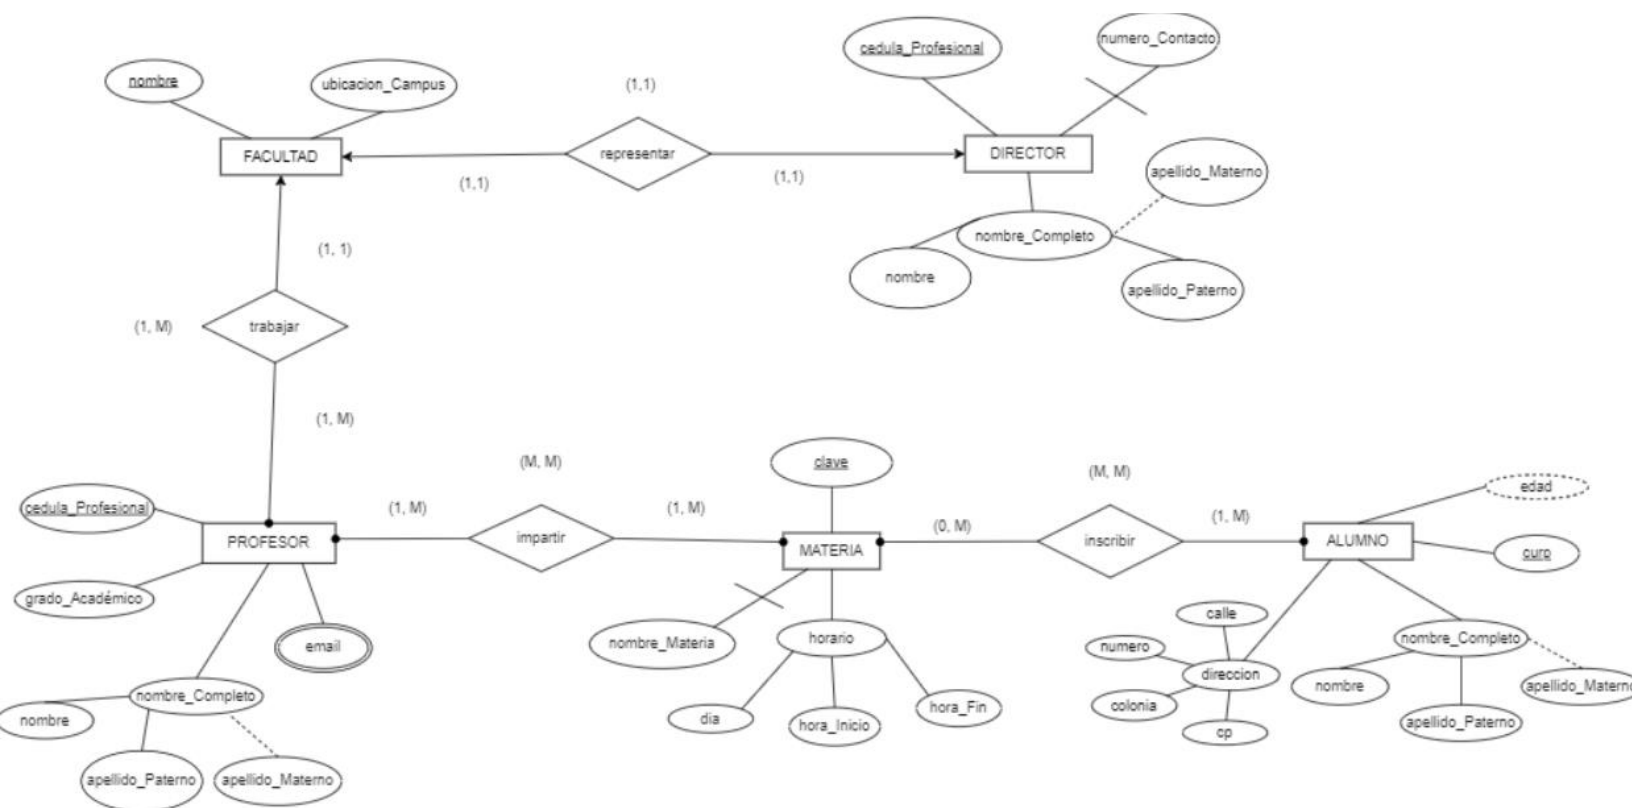 cedula_Profesional
numero_Contacto
nombre
ubicacion_Campus
(1,1)
FACULTAD
representar
DIRECTOR
(1,1)
(1,1)
apellido_Materno
nombre_Completo
nombre
apellido_Paterno
(1, 1)
(1, M)
trabajar
(1, M)
(M, M)
clave
(M, M)
edad
cedula_Profesional
(1, M)
(1, M)
(0, M)
(1, M)
PROFESOR
impartir
MATERIA
inscribir
ALUMNO
curp
grado_Académico
email
nombre_Materia
horario
calle
numero
direccion
colonia
cp
nombre_Completo
nombre
apellido_Materno
apellido_Paterno
nombre_Completo
nombre
apellido_Paterno
apellido_Materno
dia
hora_Inicio
hora_Fin